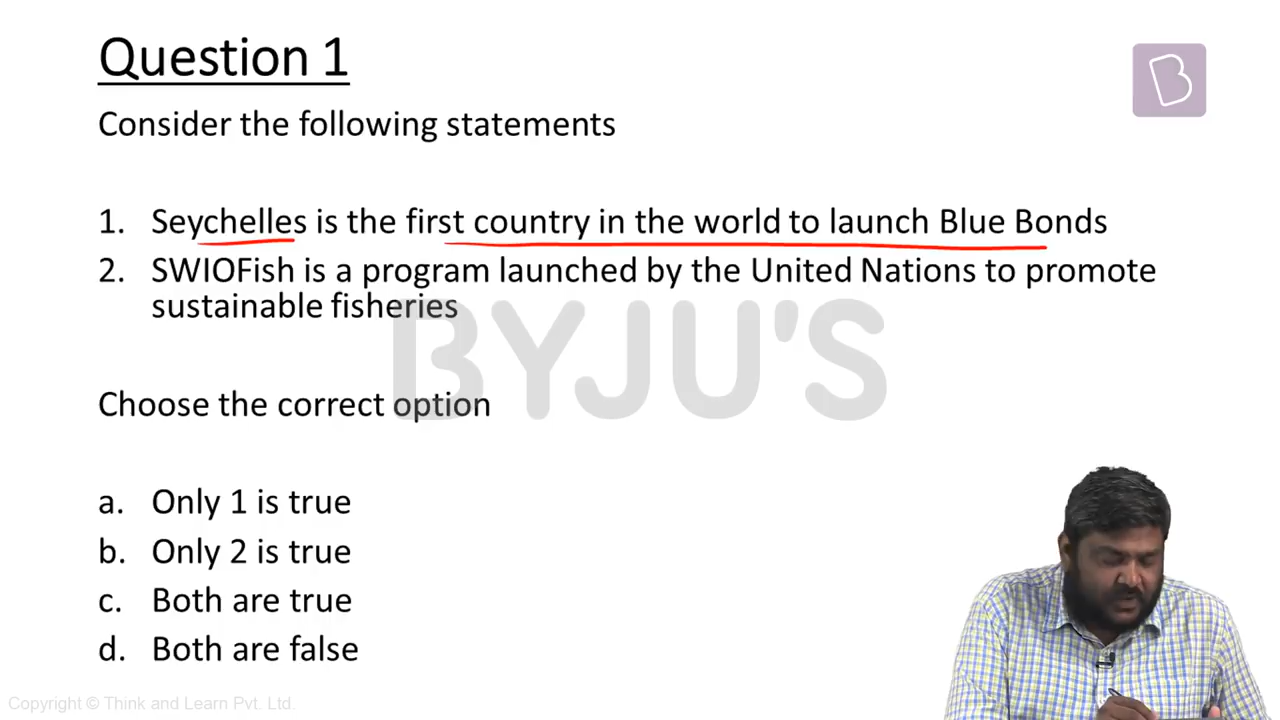 Question 1
Consider the following statements
1. Seychelles is the first country in the world to launch Blue Bonds
2. SWIOFish is a program launched by the United Nations to promote
sustainable fisheries
BYJU'S
Choose the correct option
a. Only 1 is true
b. Only 2 is true
c. Both are true
d. Both are false
Copyright © Think and Learn Pvt. Ltd.